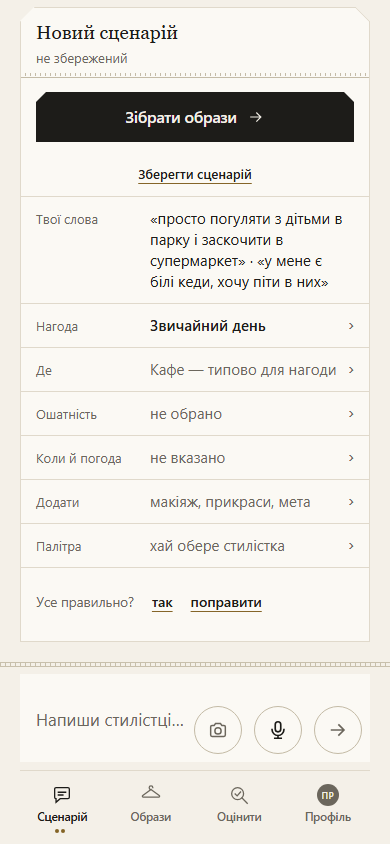 Новий сценарій
не збережений
Зібрати образи →
Зберегти сценарій
Твої слова
«просто погуляти з дітьми в
парку і заскочити в
супермаркет» · «у мене є
білі кеди, хочу піти в них»
Нагода Звичайний день
Де Кафе — типово для нагоди
Ошатність не обрано
Коли й погода не вказано
Додати макіяж, прикраси, мета
Палітра хай обере стилістка
Усе правильно? так поправити
Напиши стилістці...
Сценарій Образи Оцінити ПР Профіль